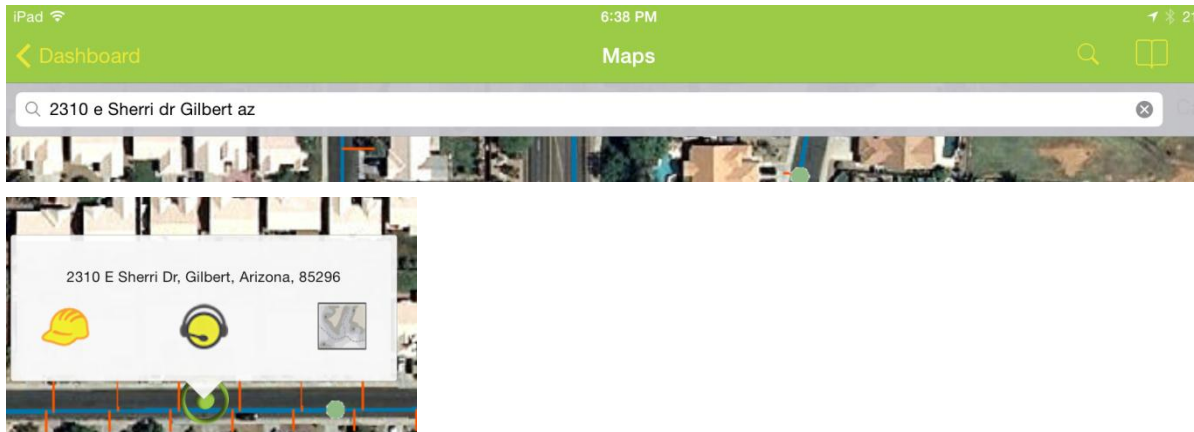 iPad
6:38 PM
Dashboard
Maps
2310 e Sherri dr Gilbert az
2310 E Sherri Dr, Gilbert, Arizona, 85296